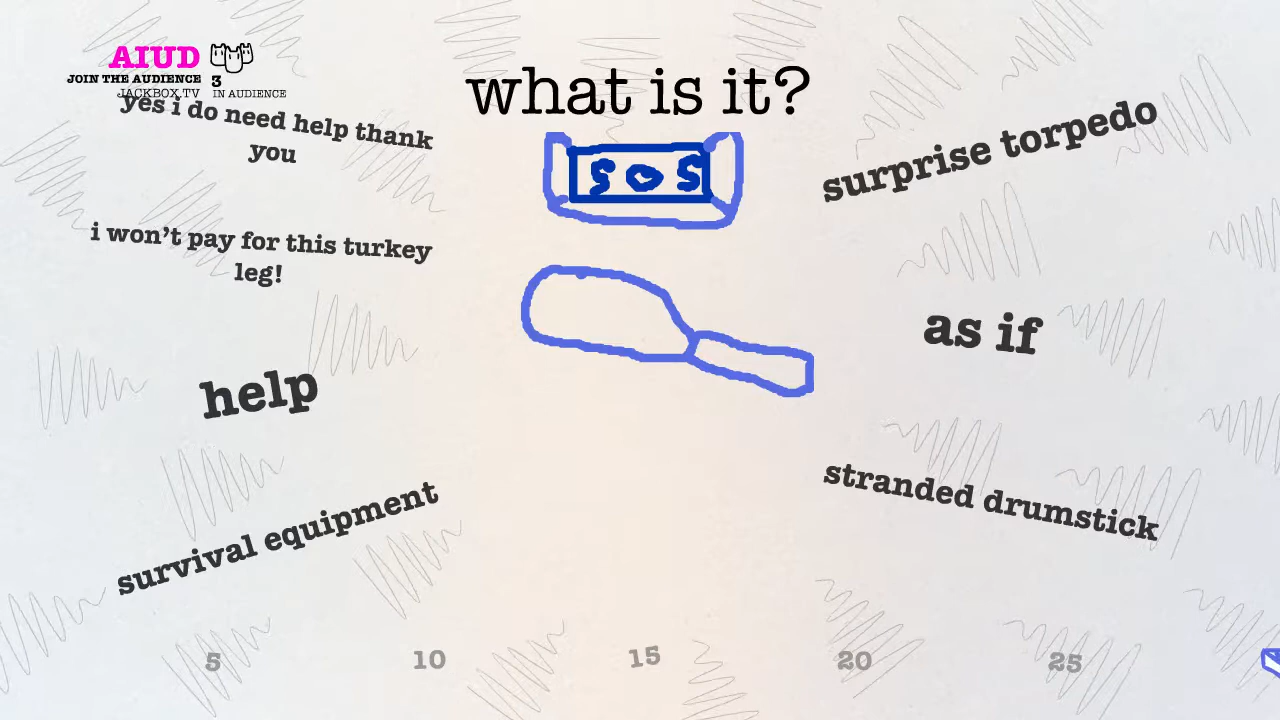 AIUD
JOIN THE AUDIENCE 3
JACKBOX.TV IN AUDIENCE
what is it?
yes i do need help thank
you
surprise torpedo
SOS
i won't pay for this turkey
leg!
as if
help
stranded drumstick
survival equipment
5 10 15 20 25